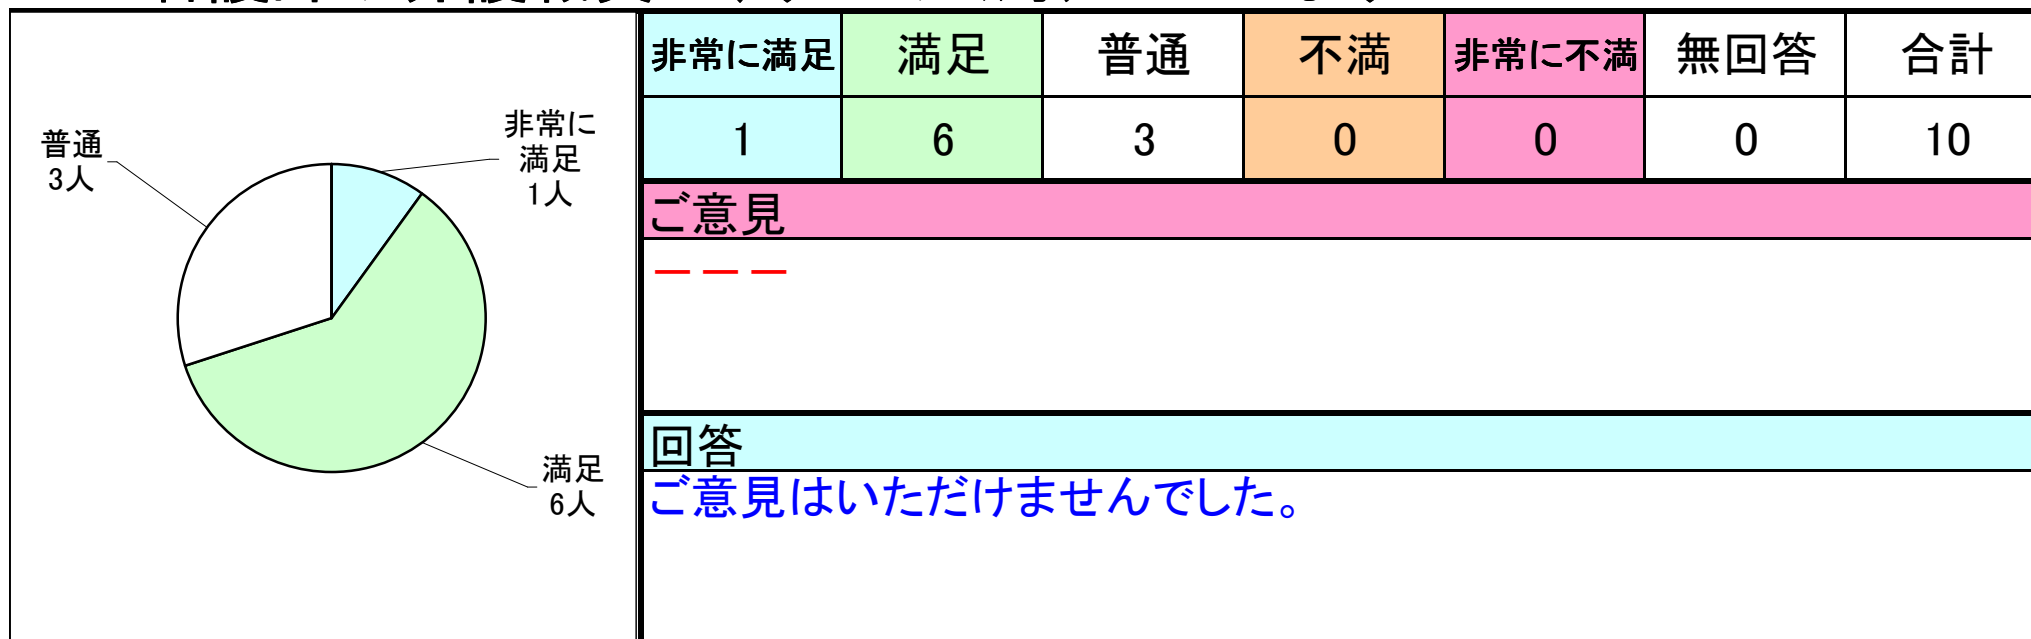 非常に満足 満足 普通 不満 非常に不満 無回答 合計
1 6 3 0 0 0 10
普通
3人
非常に
満足
1人
満足
6人
ご意見
ーーー
回答
ご意見はいただけませんでした。